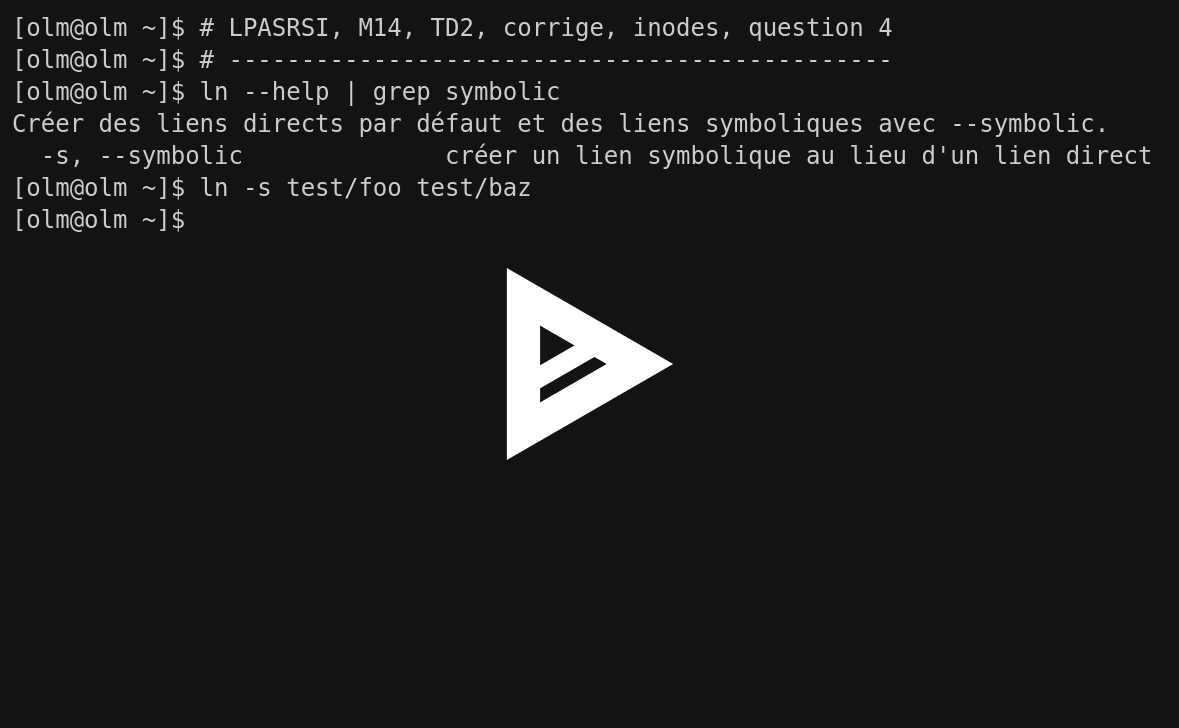 [olm@olm ~]$ # LPASRSI, M14, TD2, corrige, inodes, question 4
[olm@olm ~]$ # ----------------------------------------------
[olm@olm ~]$ ln --help | grep symbolic
Créer des liens directs par défaut et des liens symboliques avec --symbolic.
  -s, --symbolic              créer un lien symbolique au lieu d'un lien direct
[olm@olm ~]$ ln -s test/foo test/baz
[olm@olm ~]$